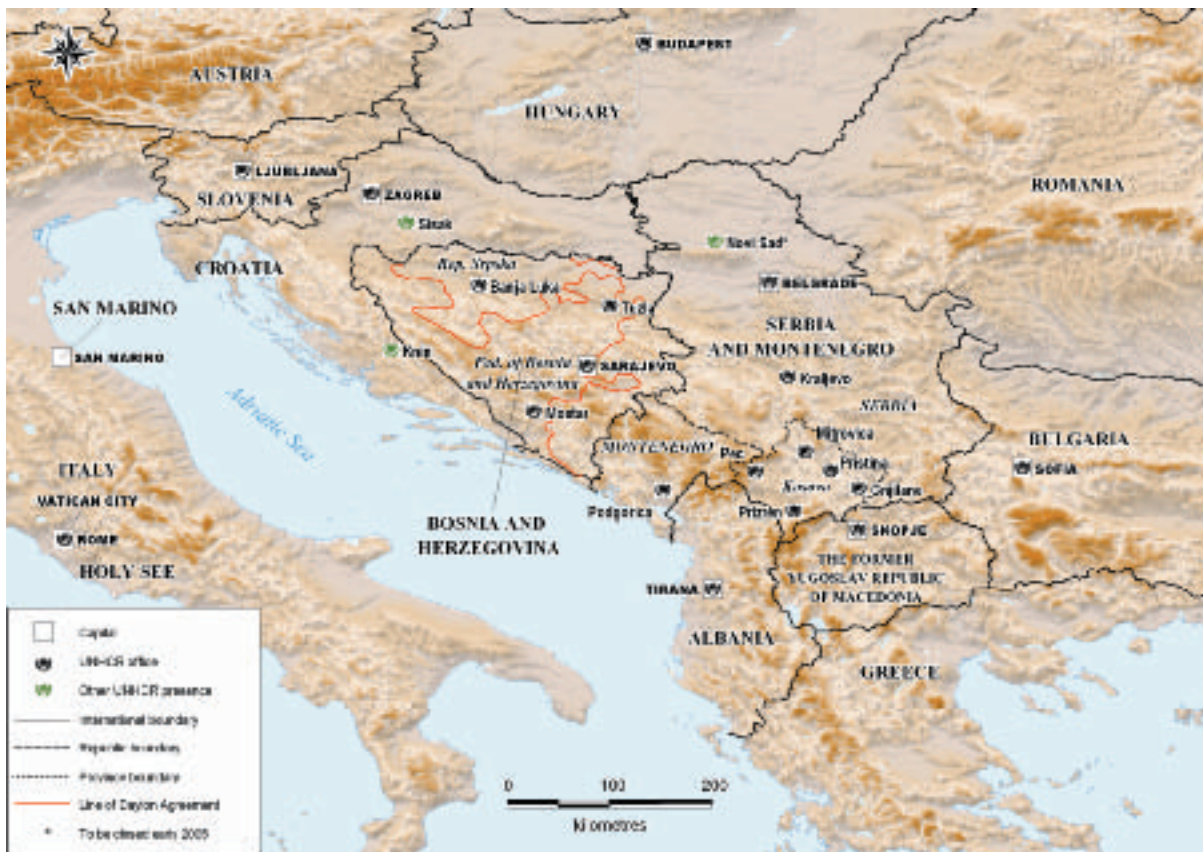 BUDAPEST
AUSTRIA
HUNGARY
LJUBLJANA
ZAGREB
SLOVENIA
ROMANIA
Sisak
Novi Sad*
CROATIA
Rep. Srpska
Banja Luka
BELGRADE
SAN MARINO
Tuzla
SERBIA
AND MONTENEGRO
SAN MARINO
Knin
Fed. of Bosnia
and Herzegovina
SARAJEVO
Kraljevo
Adriatic Sea
Mostar
SERBIA
MONTENEGRO
Mitrovica
BULGARIA
Pec
Pristina
SOFIA
ITALY
Kosovo
Gnjilane
VATICAN CITY
Podgorica
Prizren
BOSNIA AND
HERZEGOVINA
SKOPJE
ROME
HOLY SEE
THE FORMER
YUGOSLAV REPUBLIC
OF MACEDONIA
TIRANA
ALBANIA
GREECE
Capital
UNHCR office
Other UNHCR presence
International boundary
Republic boundary
Province boundary
Line of Dayton Agreement
* To be closed early 2005
0 100 200
kilometres